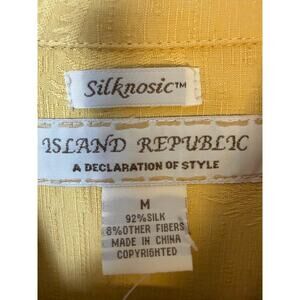 Silknosic™
ISLAND REPUBLIC
A DECLARATION OF STYLE
M
92%SILK
8%OTHER FIBERS
MADE IN CHINA
COPYRIGHTED